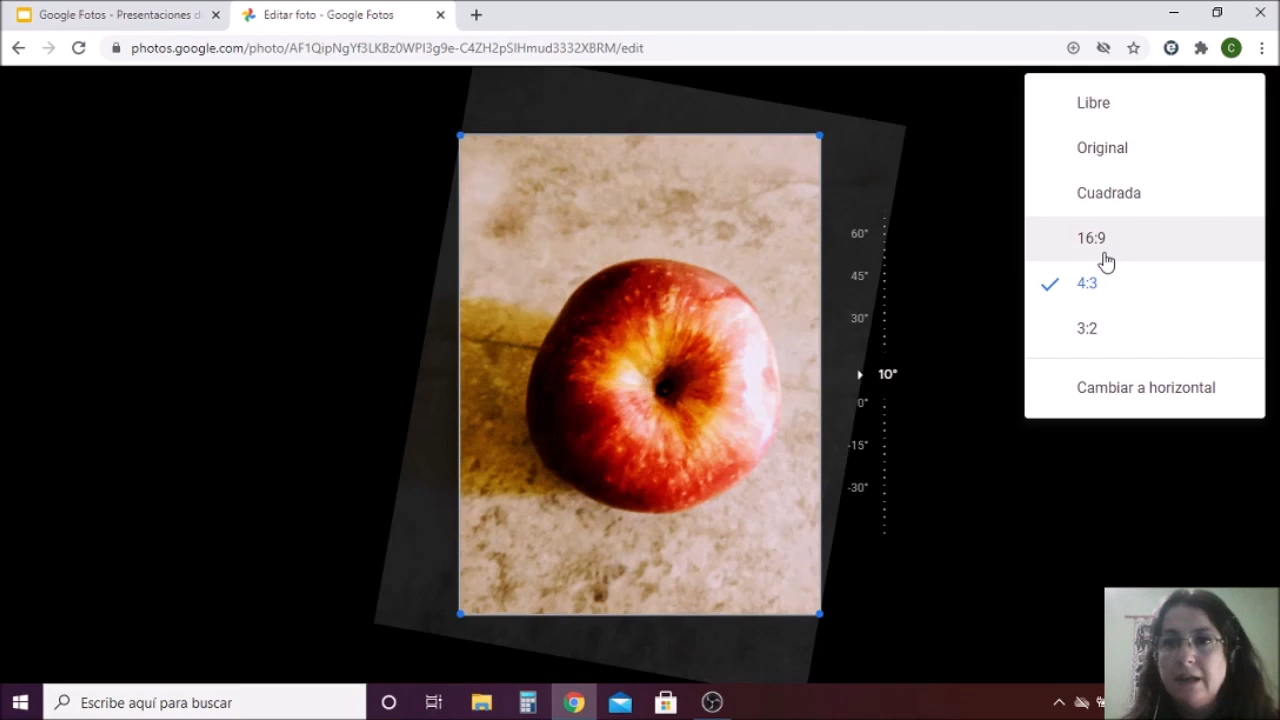 Google Fotos - Presentaciones d
Editar foto - Google Fotos
photos.google.com/photo/AF1QipNgYf3LKBz0WPI3g9e-C4ZH2pSlHmud3332XBRM/edit
C
Libre
Original
Cuadrada
16:9
4:3
3:2
Cambiar a horizontal
60°
45°
30°
10°
0°
-15°
-30°
Escribe aquí para buscar